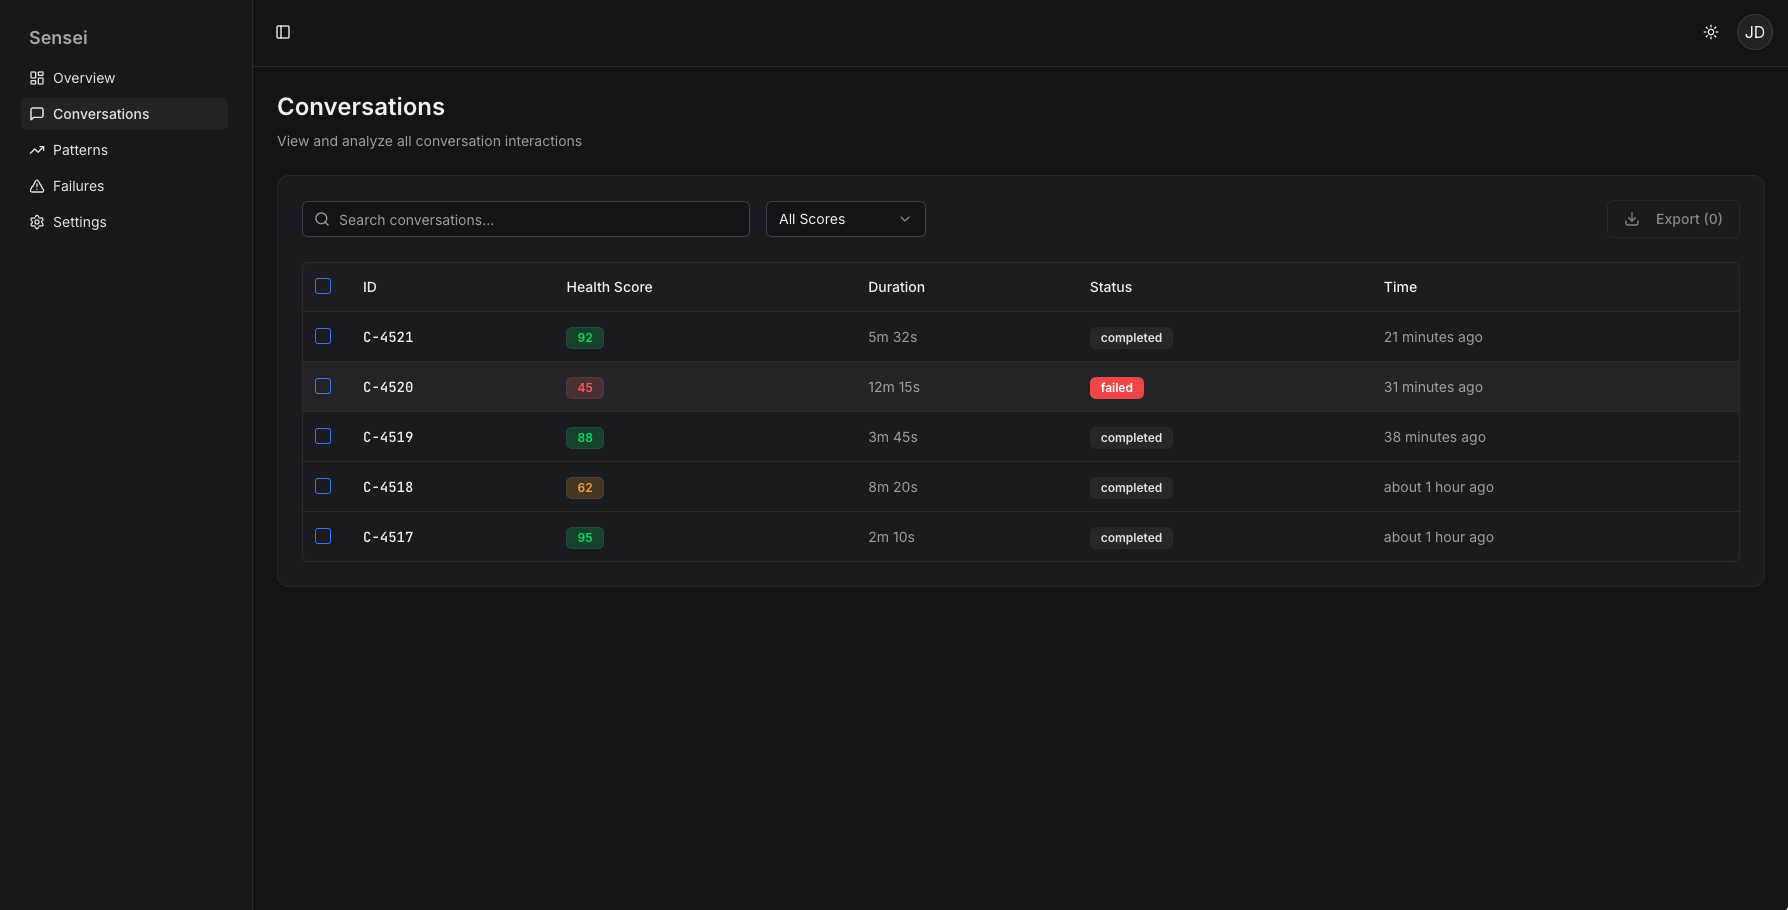 Sensei
Overview
Conversations
Patterns
Failures
Settings
JD
Conversations
View and analyze all conversation interactions
Search conversations...
All Scores
Export (0)
ID Health Score Duration Status Time
C-4521 92 5m 32s completed 21 minutes ago
C-4520 45 12m 15s failed 31 minutes ago
C-4519 88 3m 45s completed 38 minutes ago
C-4518 62 8m 20s completed about 1 hour ago
C-4517 95 2m 10s completed about 1 hour ago